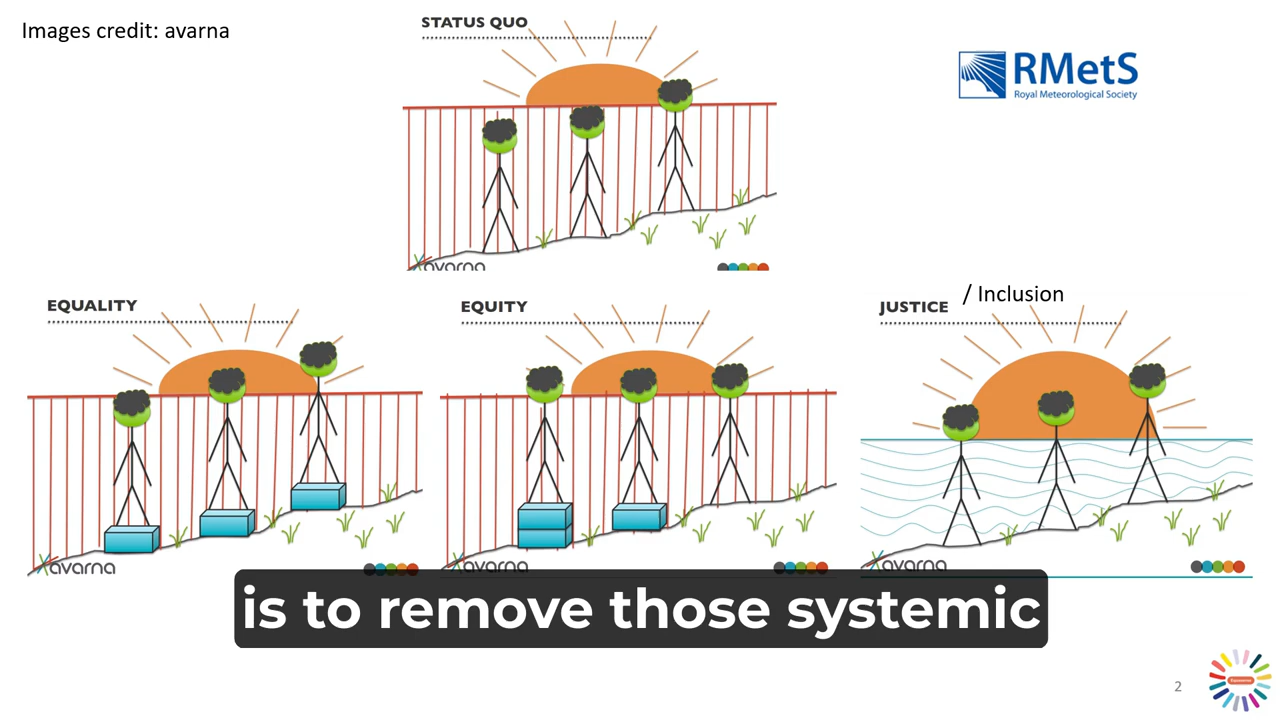 Images credit: avarna
STATUS QUO
RMetS
Royal Meteorological Society
avarna
/ Inclusion
EQUALITY
EQUITY
JUSTICE
avarna
avarna
avarna
is to remove those systemic
2